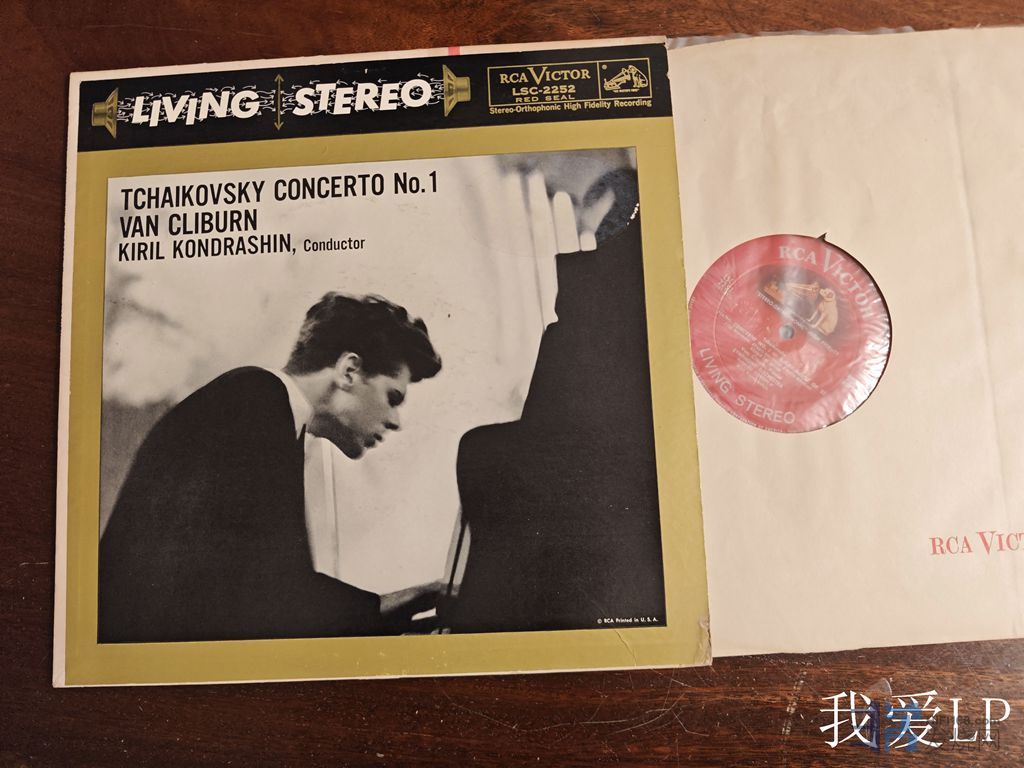 LIVING STEREO
RCA VICTOR
LSC-2252
RED SEAL
Stereo-Orthophonic High Fidelity Recording
TCHAIKOVSKY CONCERTO No.1
VAN CLIBURN
KIRIL KONDRASHIN, Conductor
© RCA Printed in U. S. A.
RCA VICTOR
LIVING STEREO
RCA VICT
我爱LP